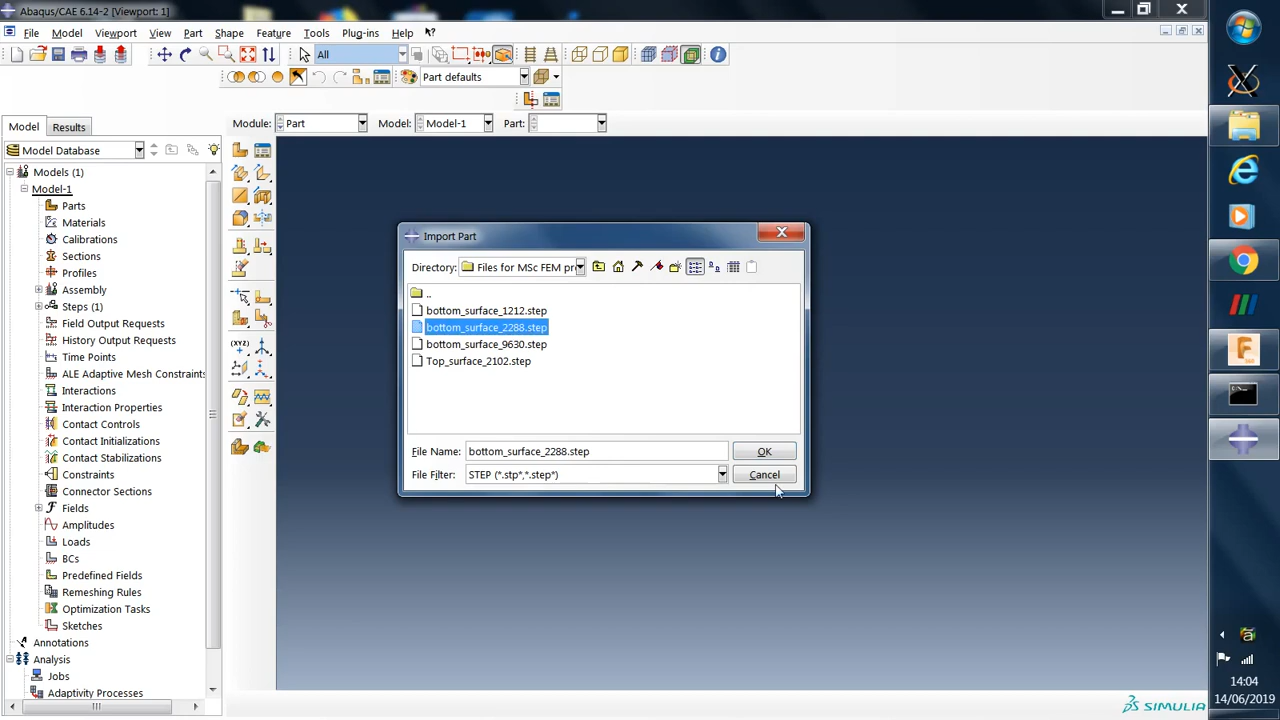 Abaqus/CAE 6.14-2 [Viewport: 1]
File Model Viewport View Part Shape Feature Tools Plug-ins Help
All
Part defaults
Model Results
Module: Part Model: Model-1 Part:
Model Database
Models (1)
Model-1
Parts
Materials
Calibrations
Sections
Profiles
Assembly
Steps (1)
Field Output Requests
History Output Requests
Time Points
ALE Adaptive Mesh Constraints
Interactions
Interaction Properties
Contact Controls
Contact Initializations
Contact Stabilizations
Constraints
Connector Sections
Fields
Amplitudes
Loads
BCs
Predefined Fields
Remeshing Rules
Optimization Tasks
Sketches
Annotations
Analysis
Jobs
Adaptivity Processes
Import Part
Directory: Files for MSc FEM pr
..
bottom_surface_1212.step
bottom_surface_2288.step
bottom_surface_9630.step
Top_surface_2102.step
File Name: bottom_surface_2288.step OK
File Filter: STEP (*.stp*,*.step*) Cancel
SIMULIA
14:04
14/06/2019